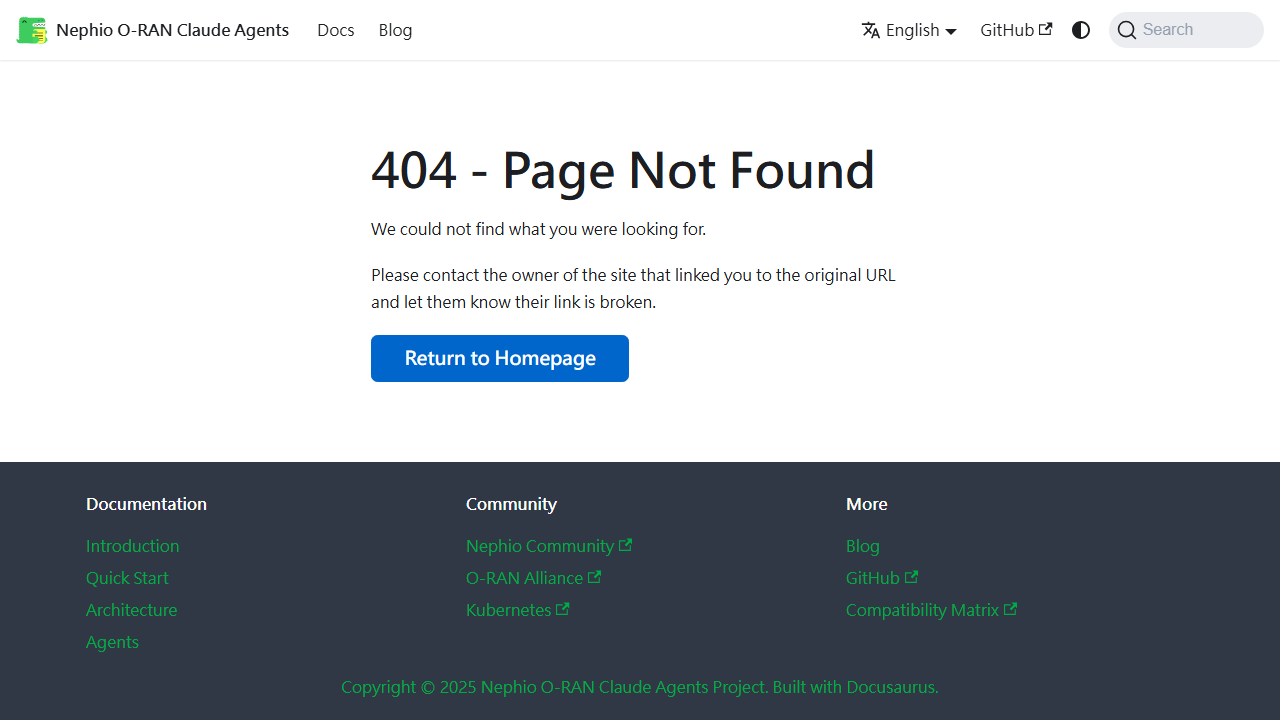 Nephio O-RAN Claude Agents
Docs
Blog
English
GitHub
Search
404 - Page Not Found
We could not find what you were looking for.
Please contact the owner of the site that linked you to the original URL
and let them know their link is broken.
Return to Homepage
Documentation
Introduction
Quick Start
Architecture
Agents
Community
Nephio Community
O-RAN Alliance
Kubernetes
More
Blog
GitHub
Compatibility Matrix
Copyright © 2025 Nephio O-RAN Claude Agents Project. Built with Docusaurus.